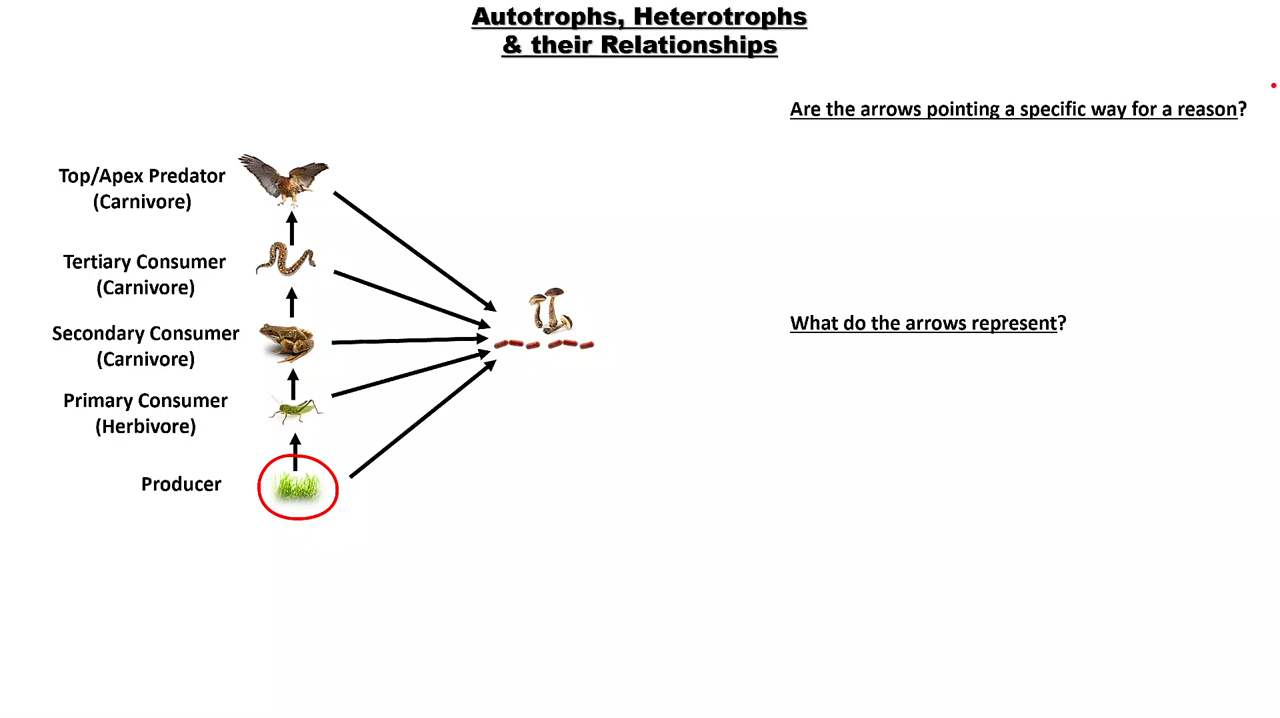 Autotrophs, Heterotrophs
& their Relationships
Are the arrows pointing a specific way for a reason?
Top/Apex Predator
(Carnivore)
Tertiary Consumer
(Carnivore)
What do the arrows represent?
Secondary Consumer
(Carnivore)
Primary Consumer
(Herbivore)
Producer